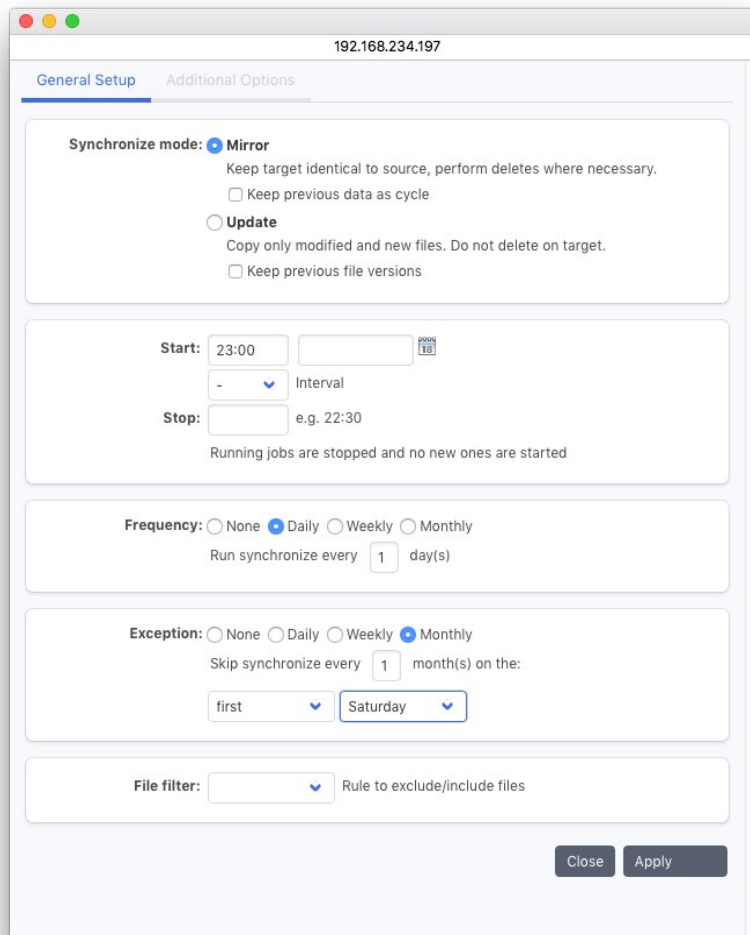 192.168.234.197
General Setup Additional Options
Synchronize mode: Mirror
Keep target identical to source, perform deletes where necessary.
Keep previous data as cycle
Update
Copy only modified and new files. Do not delete on target.
Keep previous file versions
Start: 23:00 18
- Interval
Stop: e.g. 22:30
Running jobs are stopped and no new ones are started
Frequency: None Daily Weekly Monthly
Run synchronize every 1 day(s)
Exception: None Daily Weekly Monthly
Skip synchronize every 1 month(s) on the:
first Saturday
File filter: Rule to exclude/include files
Close Apply